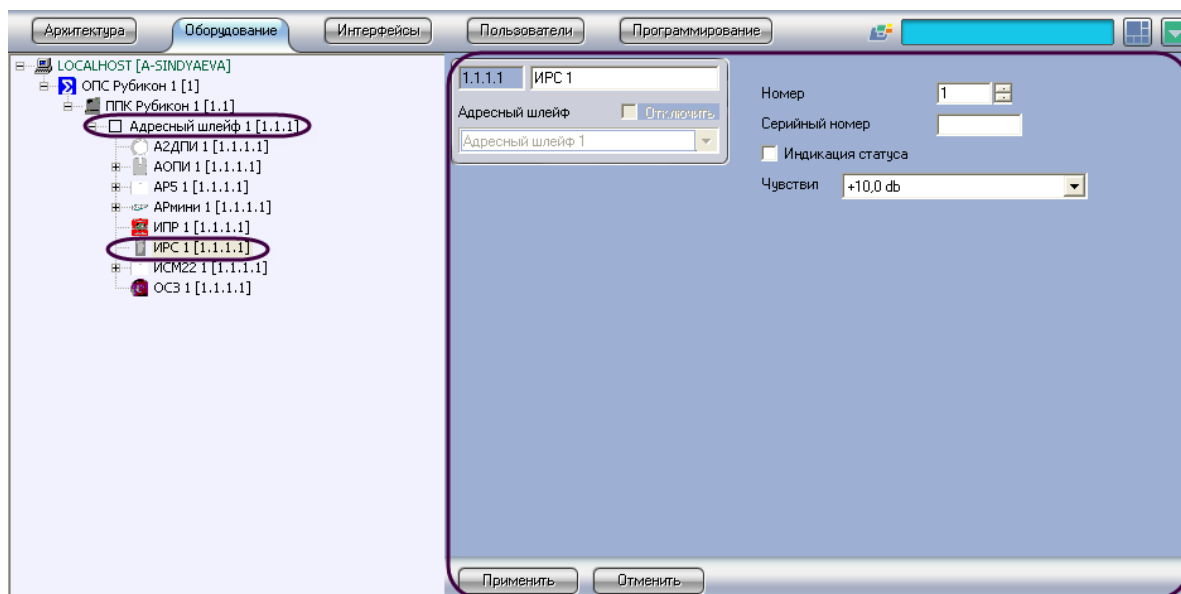 Архитектура Оборудование Интерфейсы Пользователи Программирование
LOCALHOST [A-SINDYAEVA]
ОПС Рубикон 1 [1]
ППК Рубикон 1 [1.1]
Адресный шлейф 1 [1.1.1]
А2ДПИ 1 [1.1.1.1]
АОПИ 1 [1.1.1.1]
АР5 1 [1.1.1.1]
АРмини 1 [1.1.1.1]
ИПР 1 [1.1.1.1]
ИРС 1 [1.1.1.1]
ИСМ22 1 [1.1.1.1]
ОСЗ 1 [1.1.1.1]
1.1.1.1 ИРС 1
Адресный шлейф Отключить
Адресный шлейф 1
Номер 1
Серийный номер
Индикация статуса
Чувствил +10,0 db
Применить Отменить